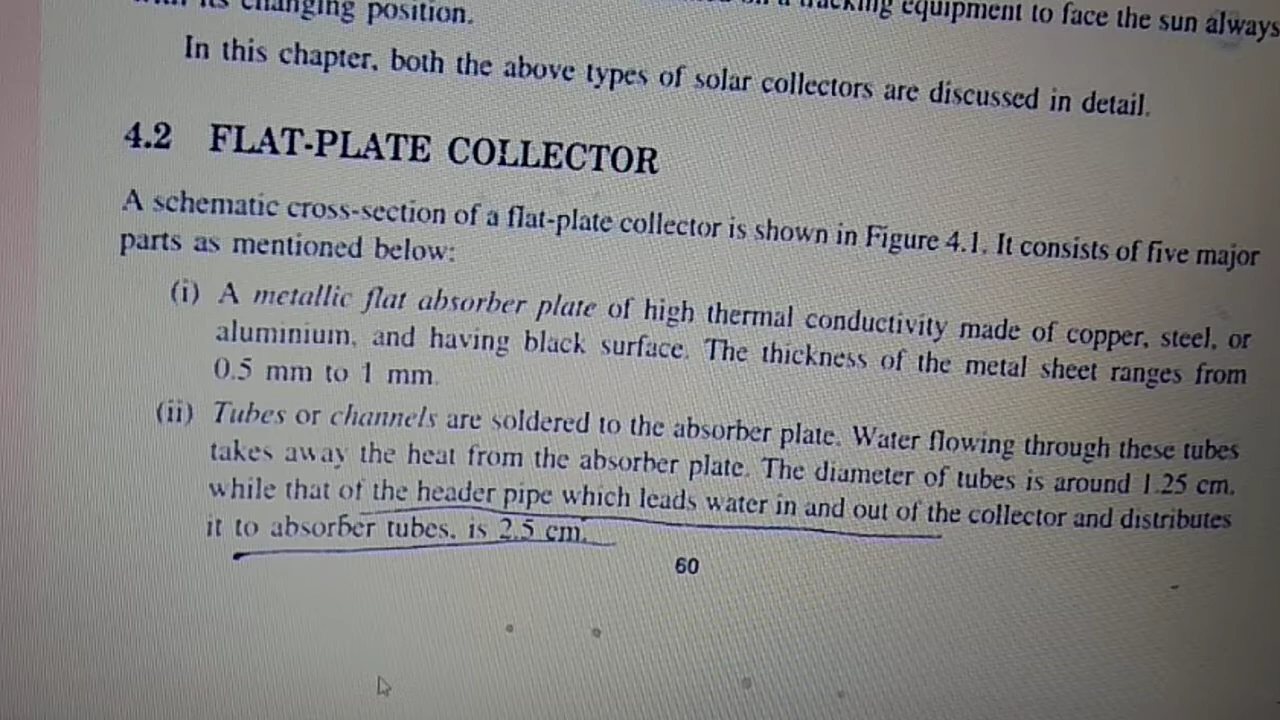 its changing position.
tracking equipment to face the sun always
In this chapter, both the above types of solar collectors are discussed in detail.
4.2 FLAT-PLATE COLLECTOR
A schematic cross-section of a flat-plate collector is shown in Figure 4.1. It consists of five major
parts as mentioned below:
(i) A metallic flat absorber plate of high thermal conductivity made of copper, steel, or
aluminium, and having black surface. The thickness of the metal sheet ranges from
0.5 mm to 1 mm.
(ii) Tubes or channels are soldered to the absorber plate. Water flowing through these tubes
takes away the heat from the absorber plate. The diameter of tubes is around 1.25 cm,
while that of the header pipe which leads water in and out of the collector and distributes
it to absorber tubes, is 2.5 cm.
60